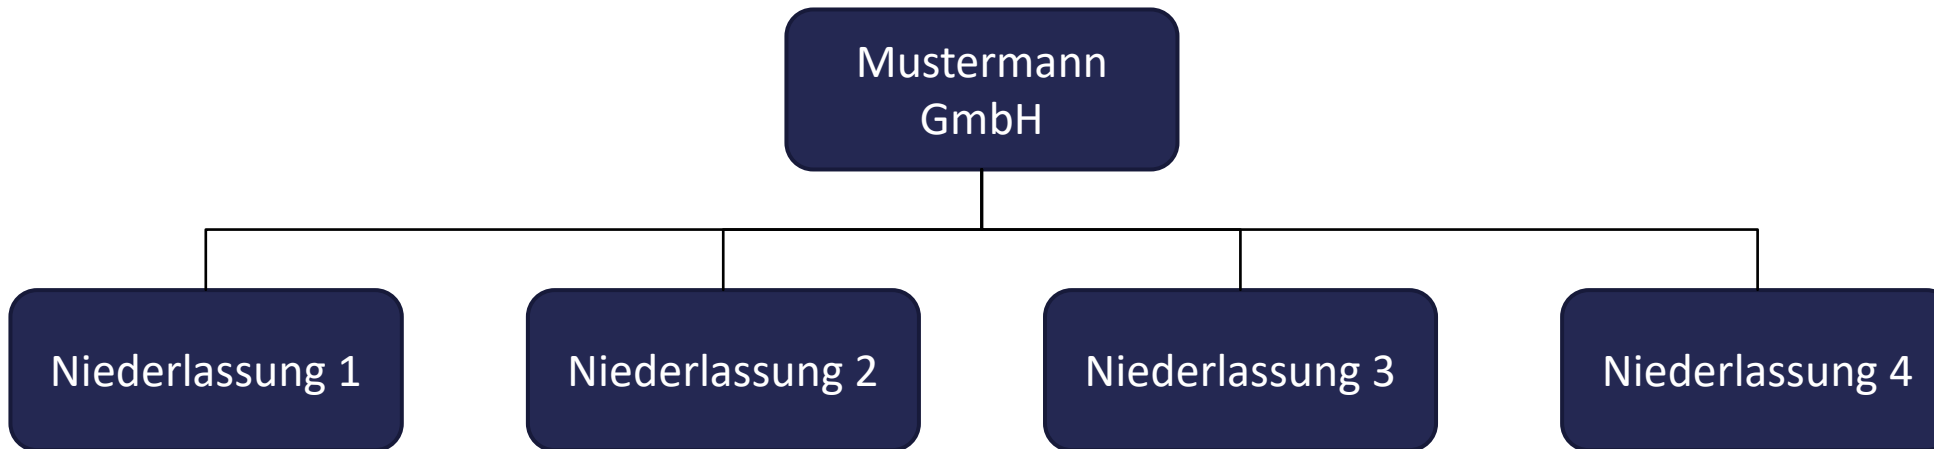 Mustermann
GmbH
Niederlassung 1
Niederlassung 2
Niederlassung 3
Niederlassung 4